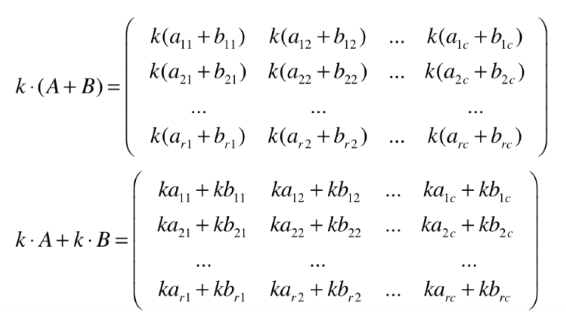 k(a₁₁+b₁₁) k(a₁₂+b₁₂) ... k(a₁c+b₁c)
k·(A+B)= k(a₂₁+b₂₁) k(a₂₂+b₂₂) ... k(a₂c+b₂c)
... ... ...
k(aᵣ₁+bᵣ₁) k(aᵣ₂+bᵣ₂) ... k(aᵣc+bᵣc)
ka₁₁+kb₁₁ ka₁₂+kb₁₂ ... ka₁c+kb₁c
k·A+k·B= ka₂₁+kb₂₁ ka₂₂+kb₂₂ ... ka₂c+kb₂c
... ... ...
kaᵣ₁+kbᵣ₁ kaᵣ₂+kbᵣ₂ ... kaᵣc+kbᵣc